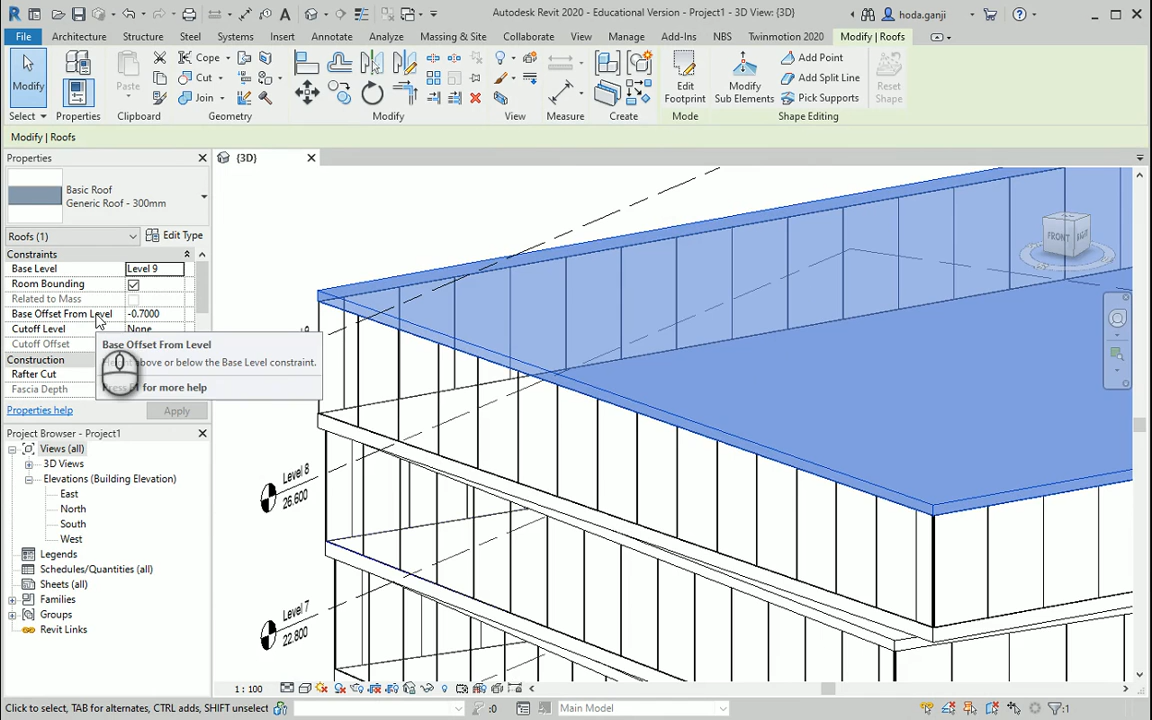 Autodesk Revit 2020 - Educational Version - Project1 - 3D View: {3D}
hoda.ganji
File Architecture Structure Steel Systems Insert Annotate Analyze Massing & Site Collaborate View Manage Add-Ins NBS Twinmotion 2020 Modify | Roofs
Modify
Paste
Cope
Cut
Join
Edit Footprint
Modify Sub Elements
Add Point
Add Split Line
Pick Supports
Reset Shape
Select Properties Clipboard Geometry Modify View Measure Create Mode Shape Editing
Modify | Roofs
Properties
{3D}
Basic Roof
Generic Roof - 300mm
Roofs (1)
Edit Type
Constraints
Base Level Level 9
Room Bounding
Related to Mass
Base Offset From Level -0.7000
Cutoff Level None
Cutoff Offset
Construction
Rafter Cut
Fascia Depth
Base Offset From Level
above or below the Base Level constraint.
for more help
Properties help
Apply
Project Browser - Project1
Views (all)
3D Views
Elevations (Building Elevation)
East
North
South
West
Legends
Schedules/Quantities (all)
Sheets (all)
Families
Groups
Revit Links
FRONT
Level 8
26.600
Level 7
22.800
1 : 100
Click to select, TAB for alternates, CTRL adds, SHIFT unselect
:0
Main Model
:1